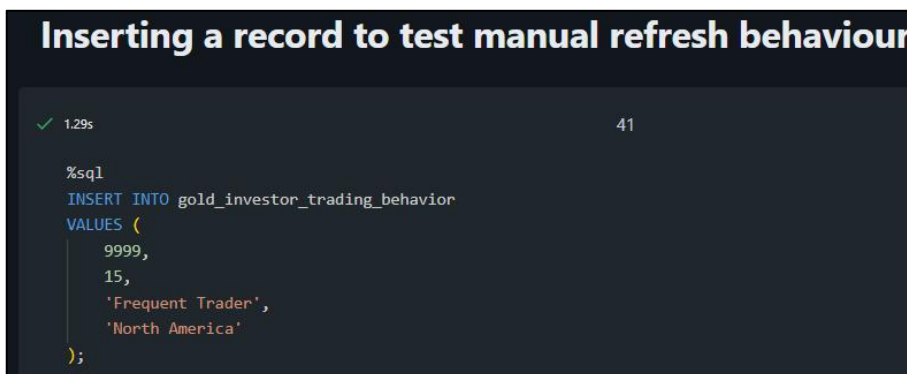 Inserting a record to test manual refresh behaviour
1.29s 41
%sql
INSERT INTO gold_investor_trading_behavior
VALUES (
9999,
15,
'Frequent Trader',
'North America'
);